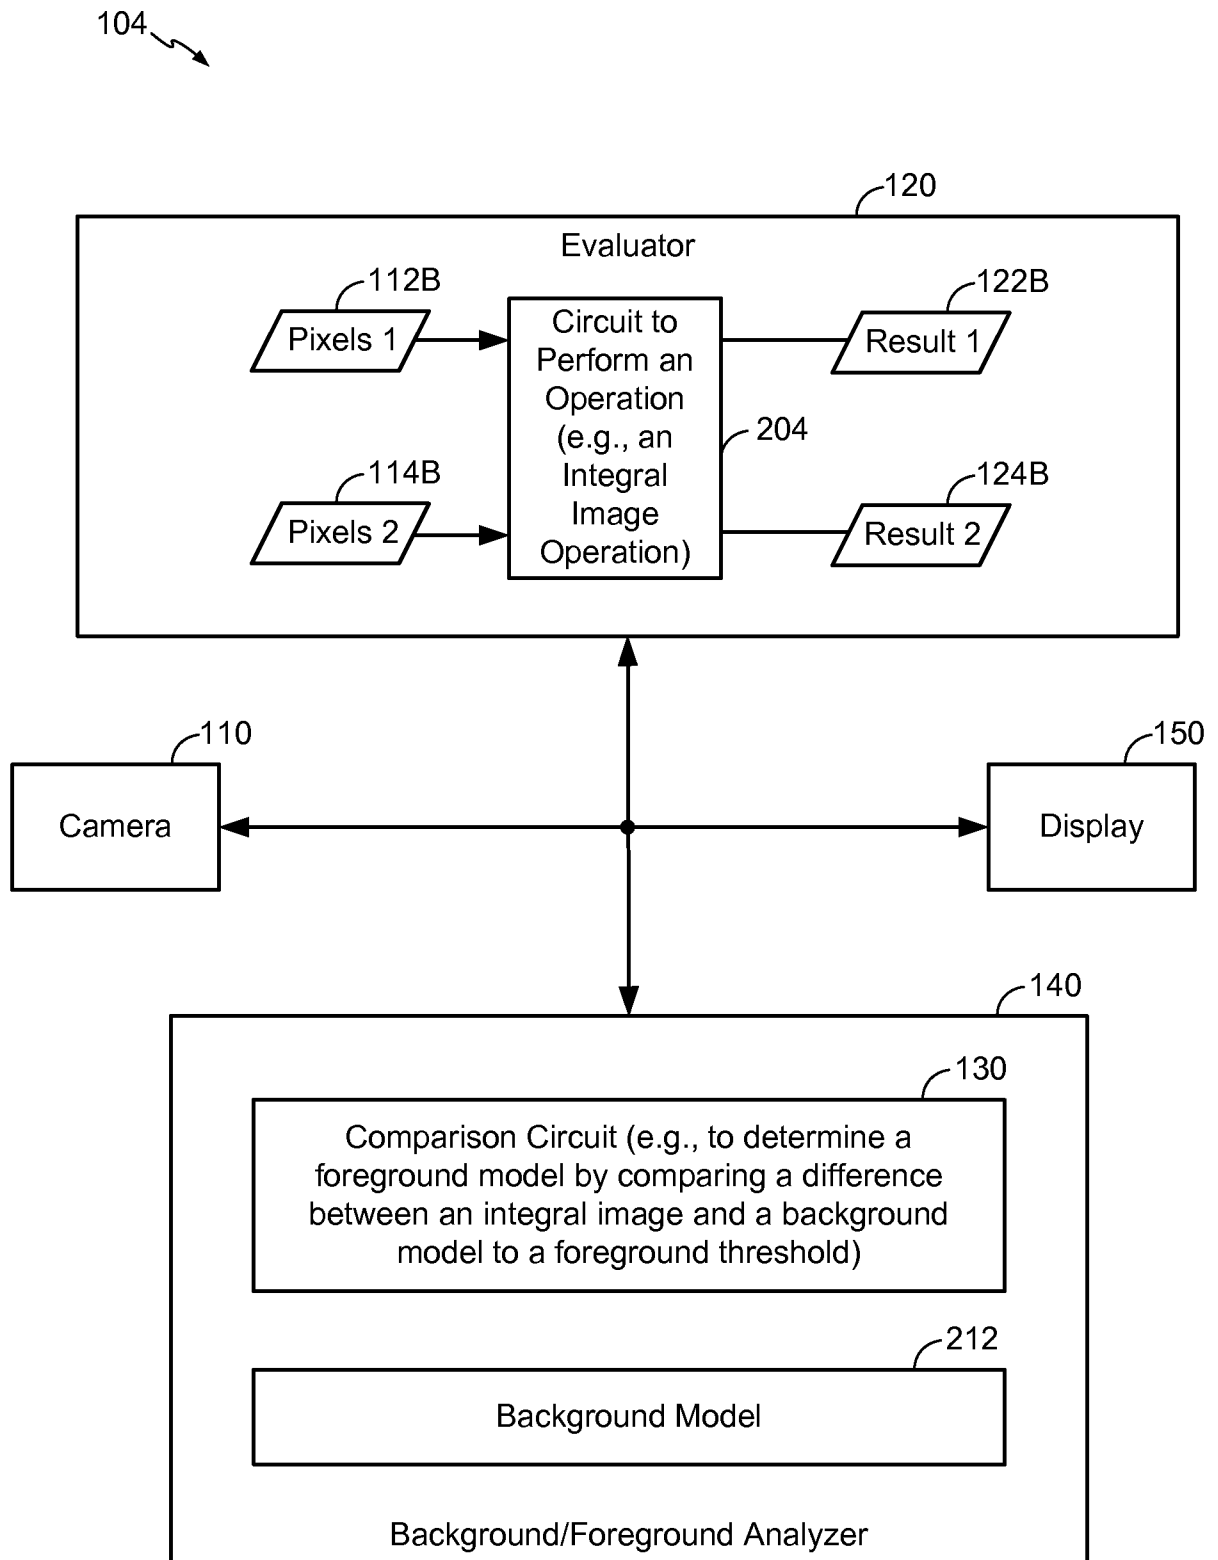 104
120
Evaluator
112B
Pixels 1
114B
Pixels 2
Circuit to
Perform an
Operation
(e.g., an
Integral
Image
Operation)
204
122B
Result 1
124B
Result 2
110
Camera
150
Display
140
130
Comparison Circuit (e.g., to determine a
foreground model by comparing a difference
between an integral image and a background
model to a foreground threshold)
212
Background Model
Background/Foreground Analyzer